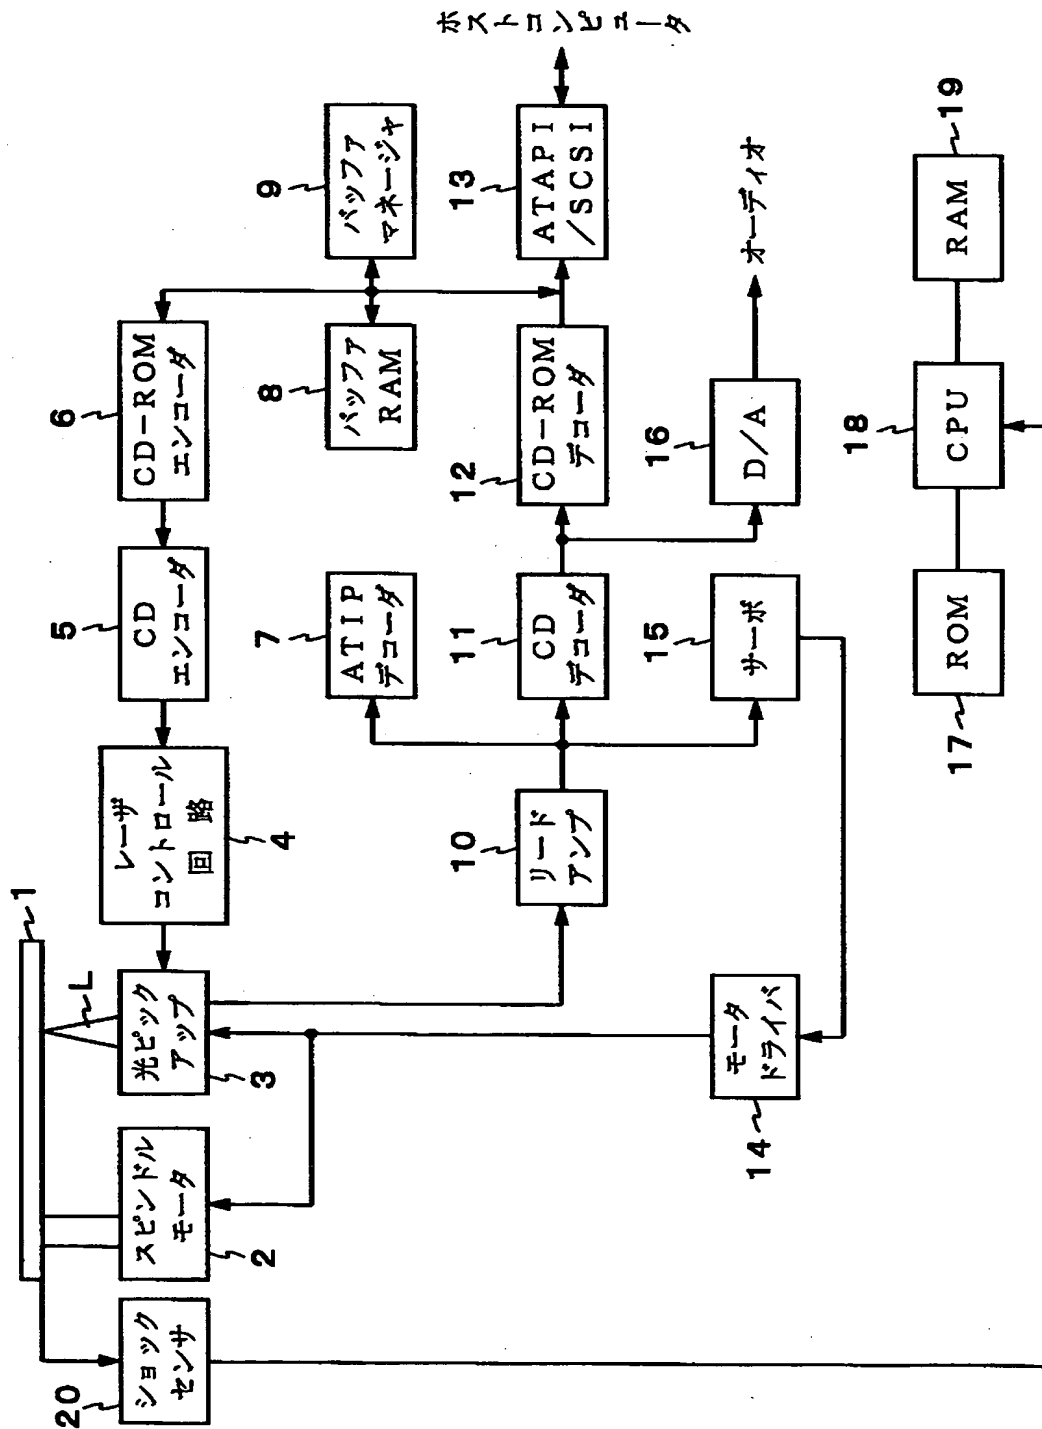 1
L
20
ショック
センサ
2
スピンドル
モータ
3
光ピック
アップ
4
レーザ
コントロール
回路
5
CD
エンコーダ
6
CD-ROM
エンコーダ
7
ATIP
デコーダ
8
バッファ
RAM
9
バッファ
マネージャ
10
リード
アンプ
11
CD
デコーダ
12
CD-ROM
デコーダ
13
ATAPI
/SCSI
ホストコンピュータ
14
モータ
ドライバ
15
サーボ
16
D/A
オーディオ
17
ROM
18
CPU
19
RAM